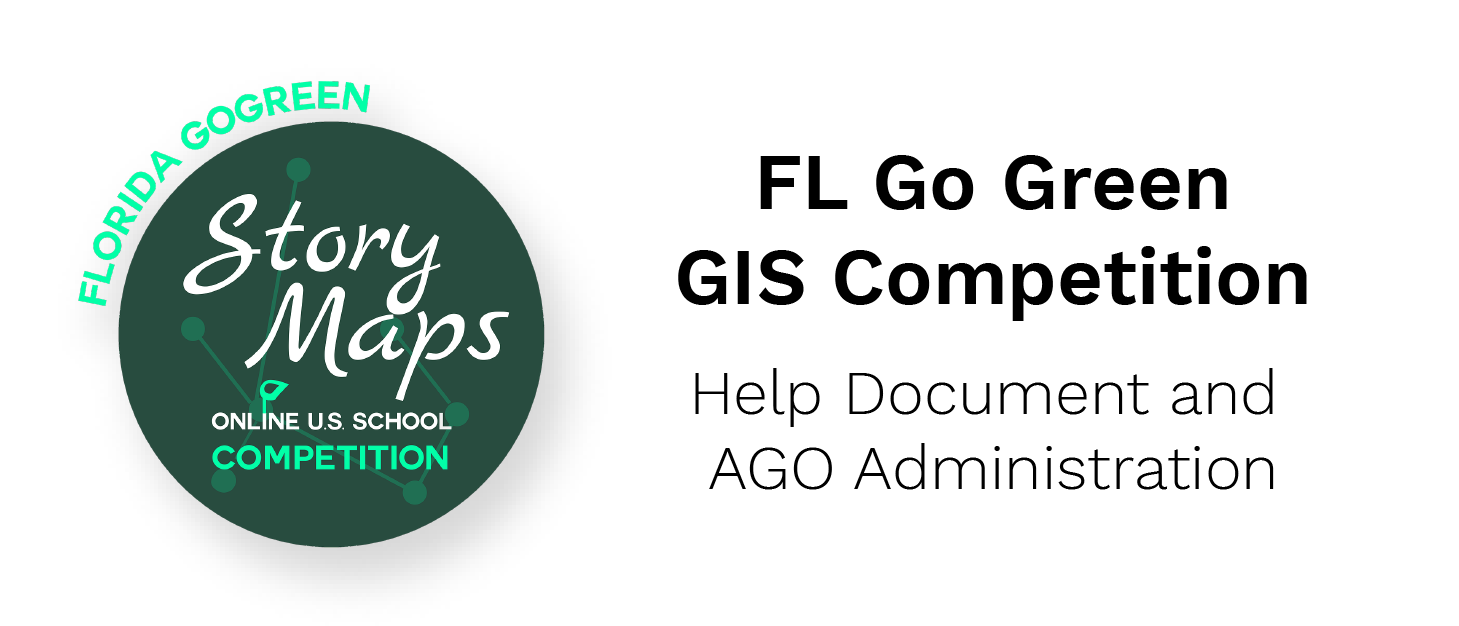 FLORIDA GOGREEN
Story
Maps
ONLINE U.S. SCHOOL
COMPETITION
FL Go Green
GIS Competition
Help Document and
AGO Administration